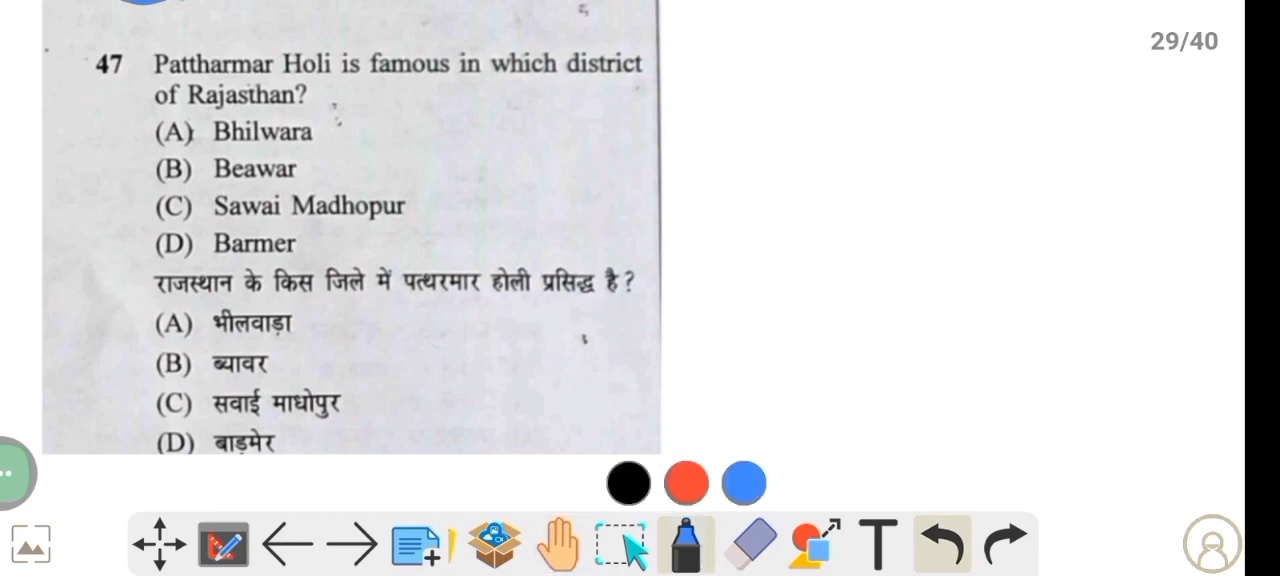 29/40
47 Pattharmar Holi is famous in which district
of Rajasthan?
(A) Bhilwara
(B) Beawar
(C) Sawai Madhopur
(D) Barmer
राजस्थान के किस जिले में पत्थरमार होली प्रसिद्ध है?
(A) भीलवाड़ा
(B) ब्यावर
(C) सवाई माधोपुर
(D) बाड़मेर
T